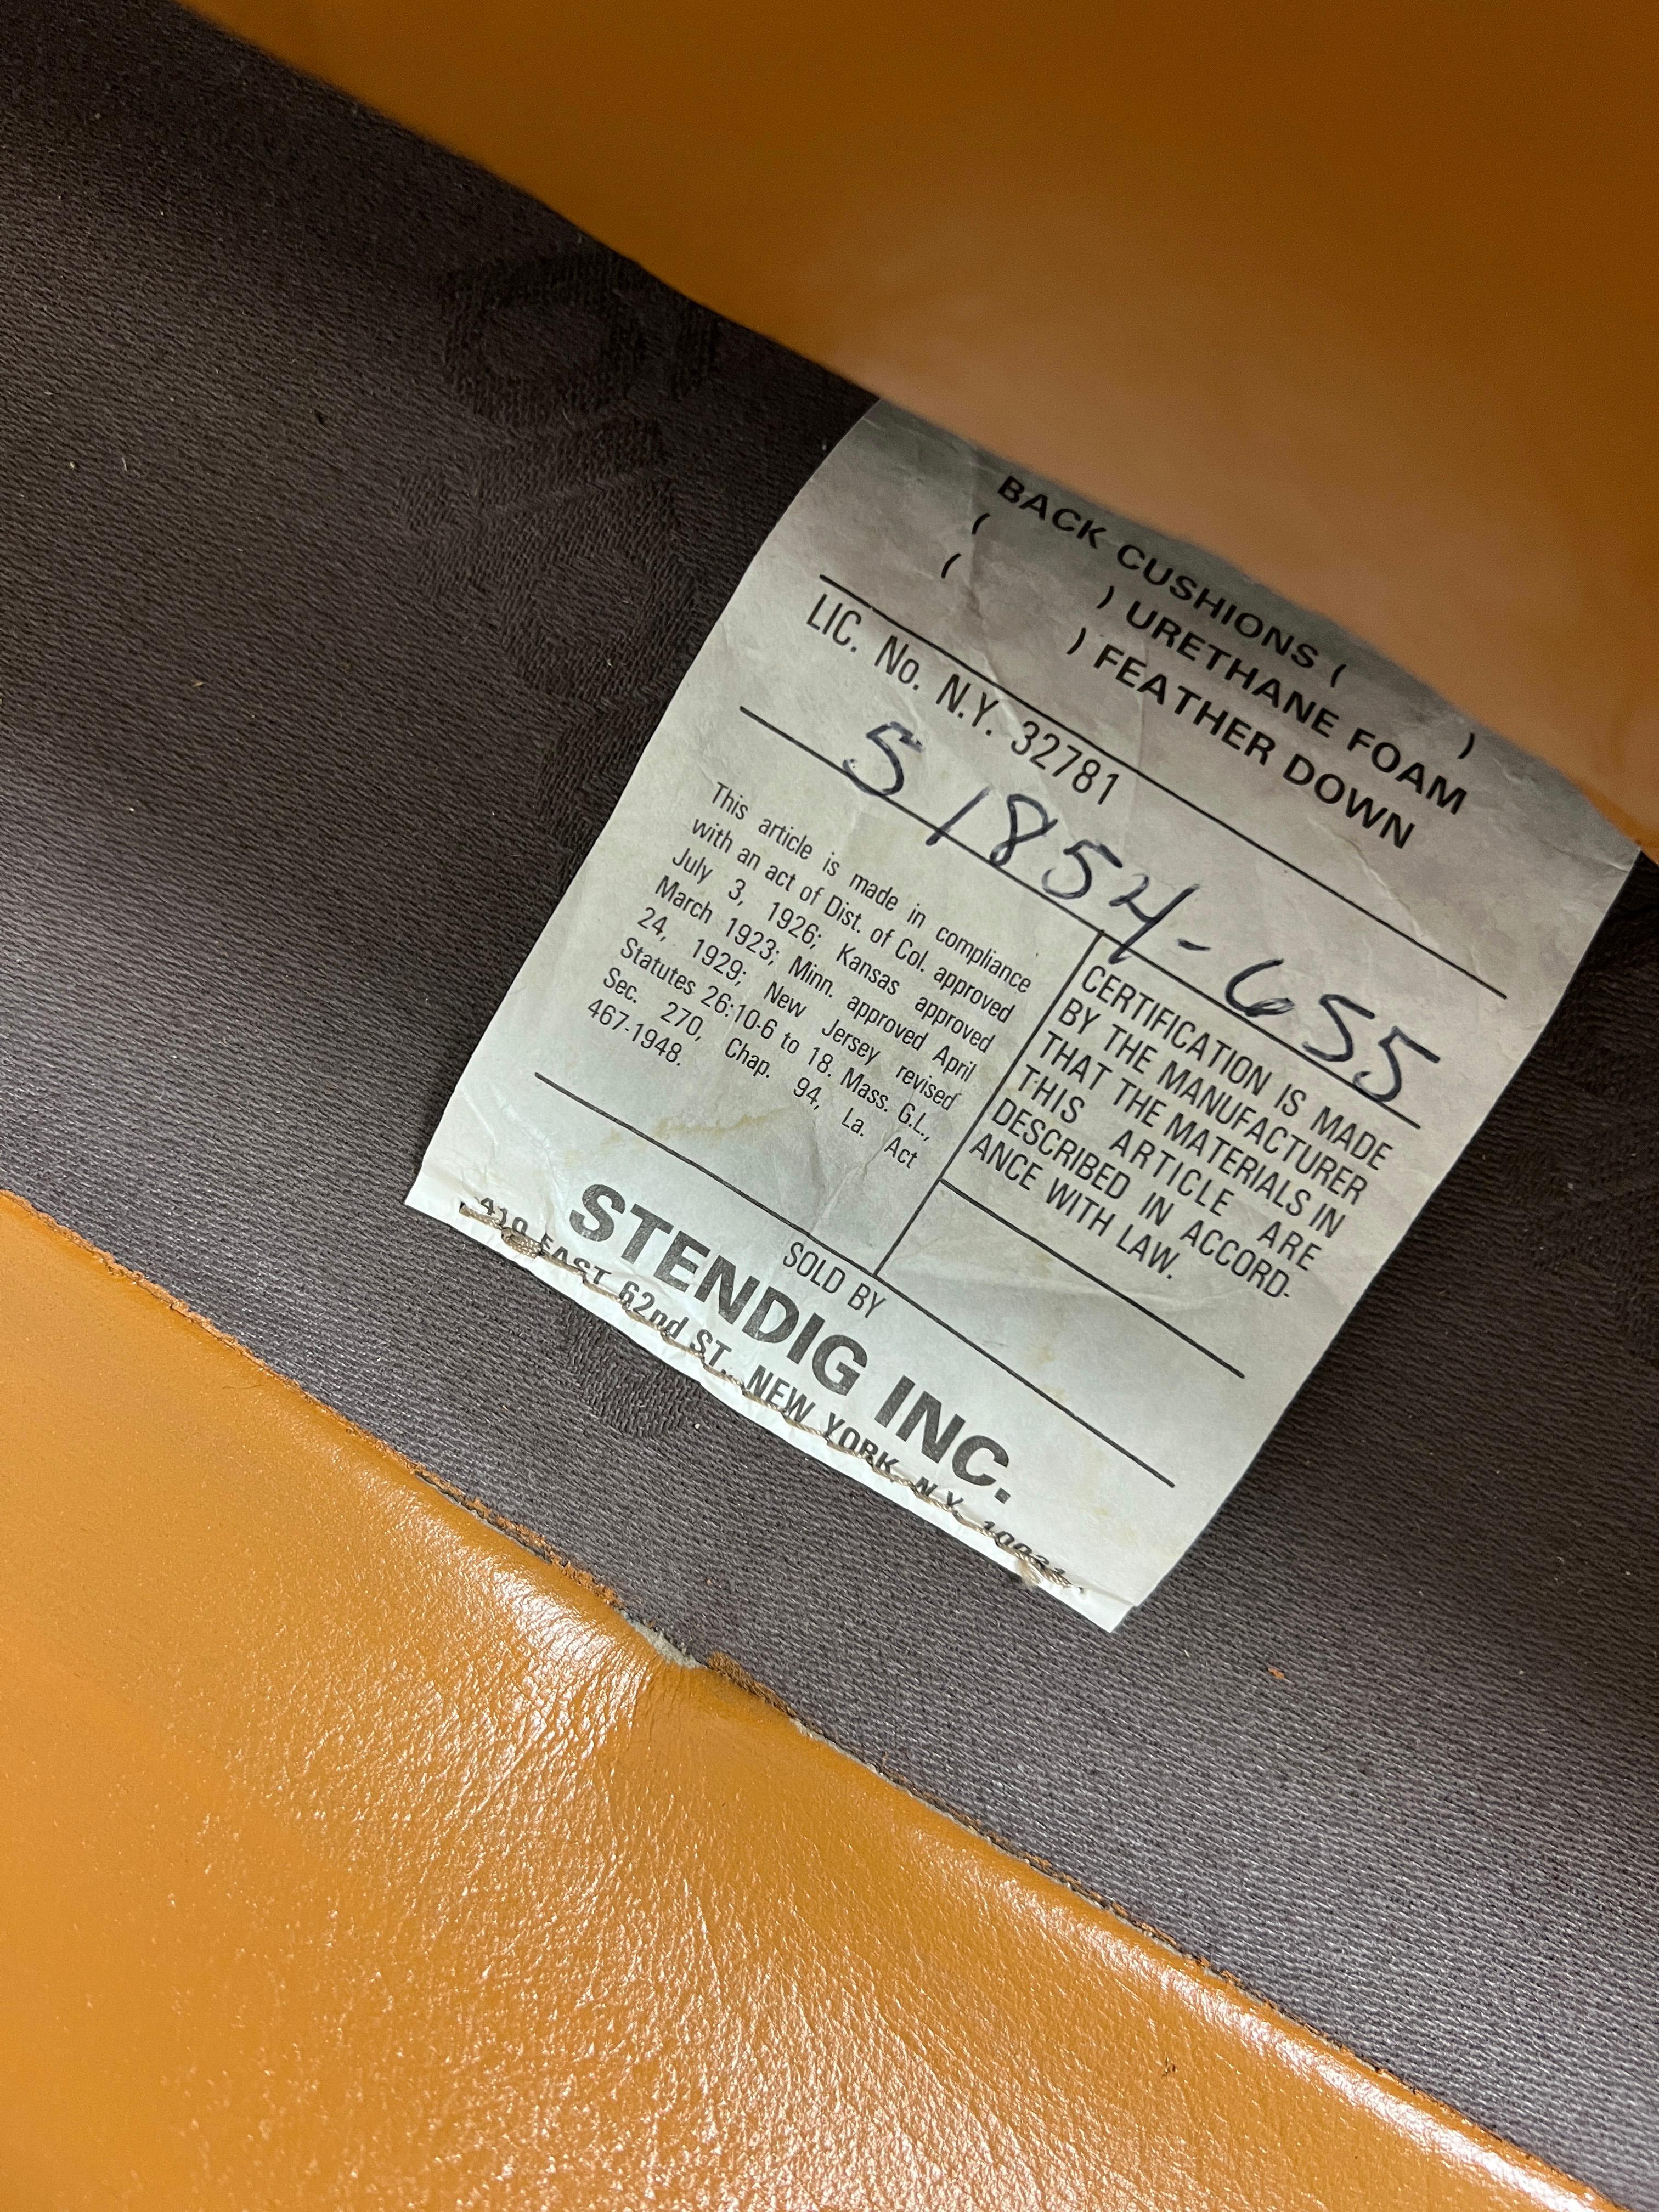 BACK CUSHIONS ( )
( ) URETHANE FOAM
( ) FEATHER DOWN
LIC. No. N.Y. 32781
51854-655
This article is made in compliance
with an act of Dist. of Col. approved
July 3, 1926; Kansas approved
March 1923; Minn. approved April
24, 1929; New Jersey revised
Statutes 26:10-6 to 18. Mass. G.L.,
Sec. 270, Chap. 94, La. Act
467-1948.
CERTIFICATION IS MADE
BY THE MANUFACTURER
THAT THE MATERIALS IN
THIS ARTICLE ARE
DESCRIBED IN ACCORD-
ANCE WITH LAW.
SOLD BY
STENDIG INC.
410 EAST 62nd ST. NEW YORK N.Y.